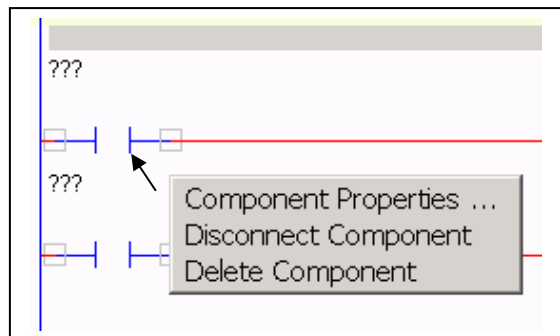 ???
???
Component Properties ...
Disconnect Component
Delete Component